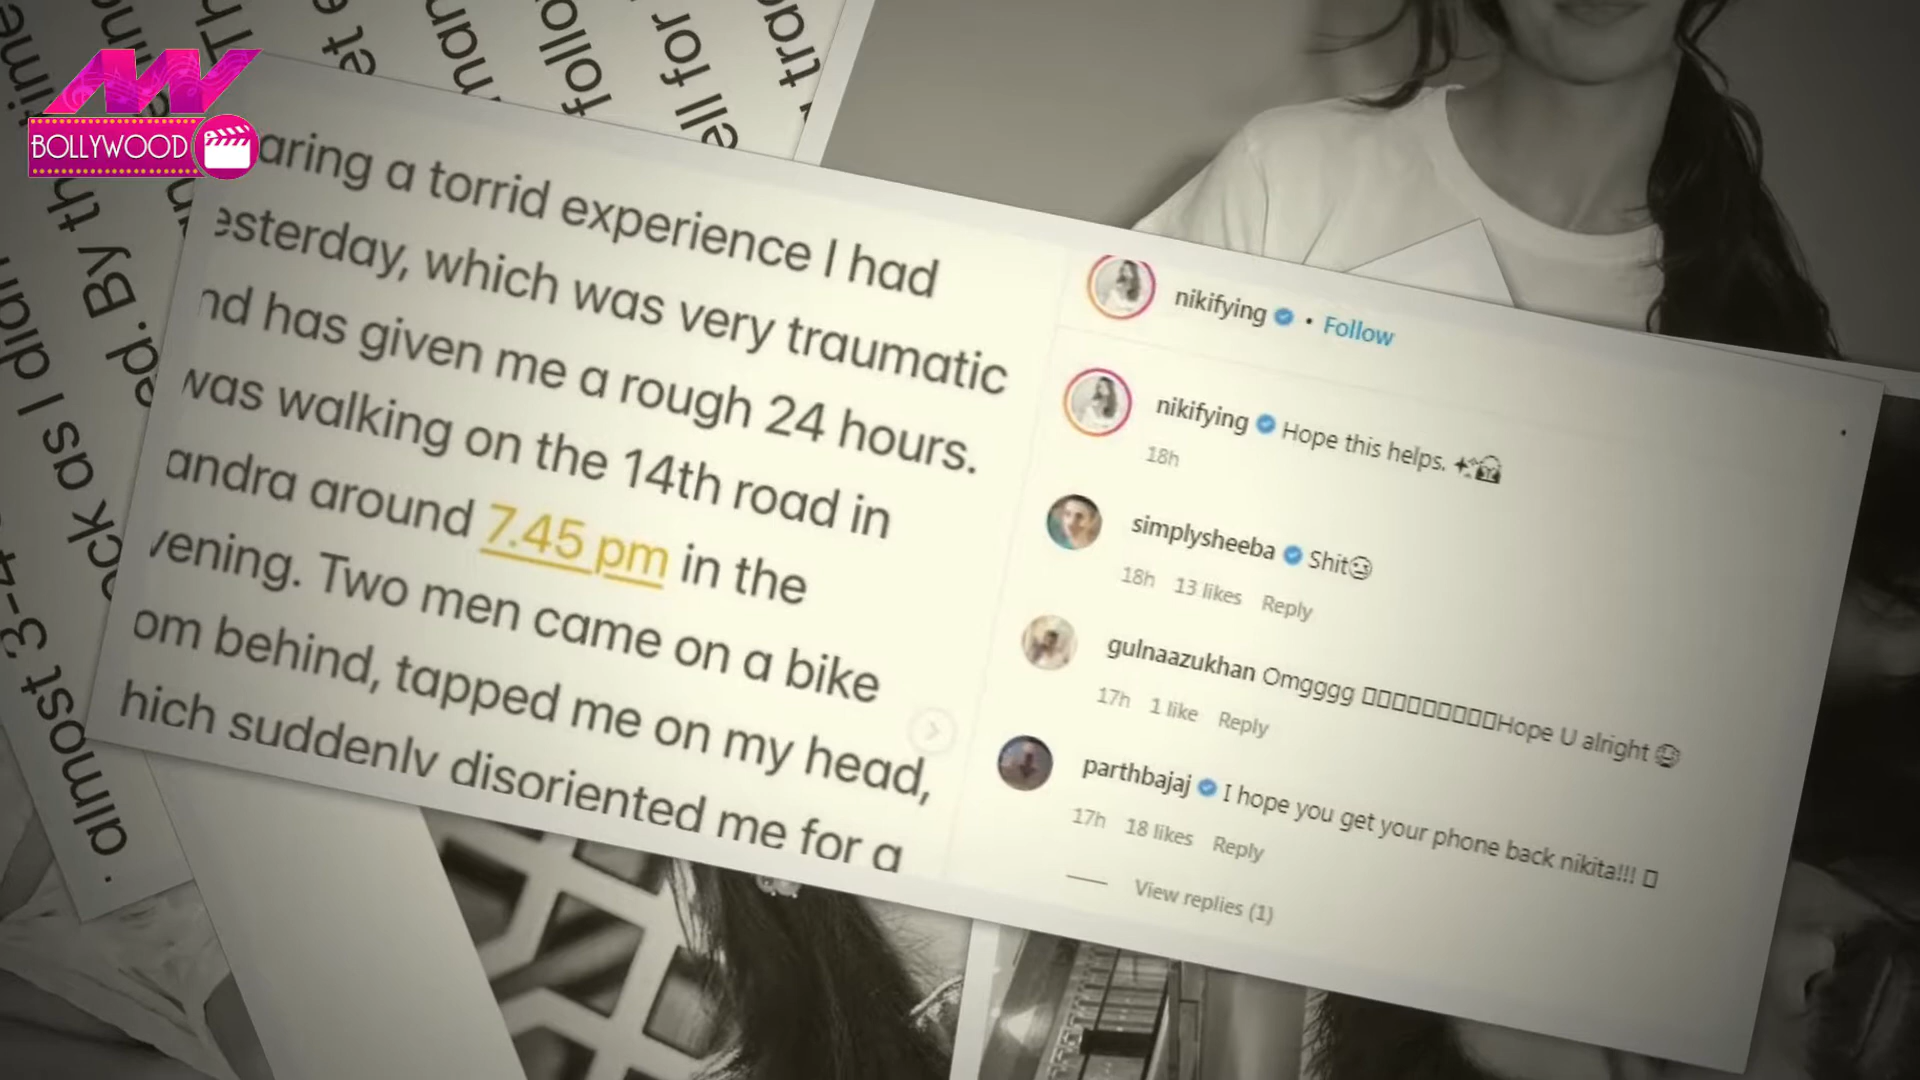 BOLLYWOOD
aring a torrid experience I had
esterday, which was very traumatic
nd has given me a rough 24 hours.
was walking on the 14th road in
andra around 7.45 pm in the
vening. Two men came on a bike
om behind, tapped me on my head,
hich suddenly disoriented me for a
nikifying • Follow
nikifying Hope this helps.
18h
simplysheeba Shit
18h 13 likes Reply
gulnaazukhan Omgggg Hope U alright
17h 1 like Reply
parthbajaj I hope you get your phone back nikita!!!
17h 18 likes Reply
View replies (1)
almost 3-4
ck as I didn
ed. By th
follo
ell for
tra